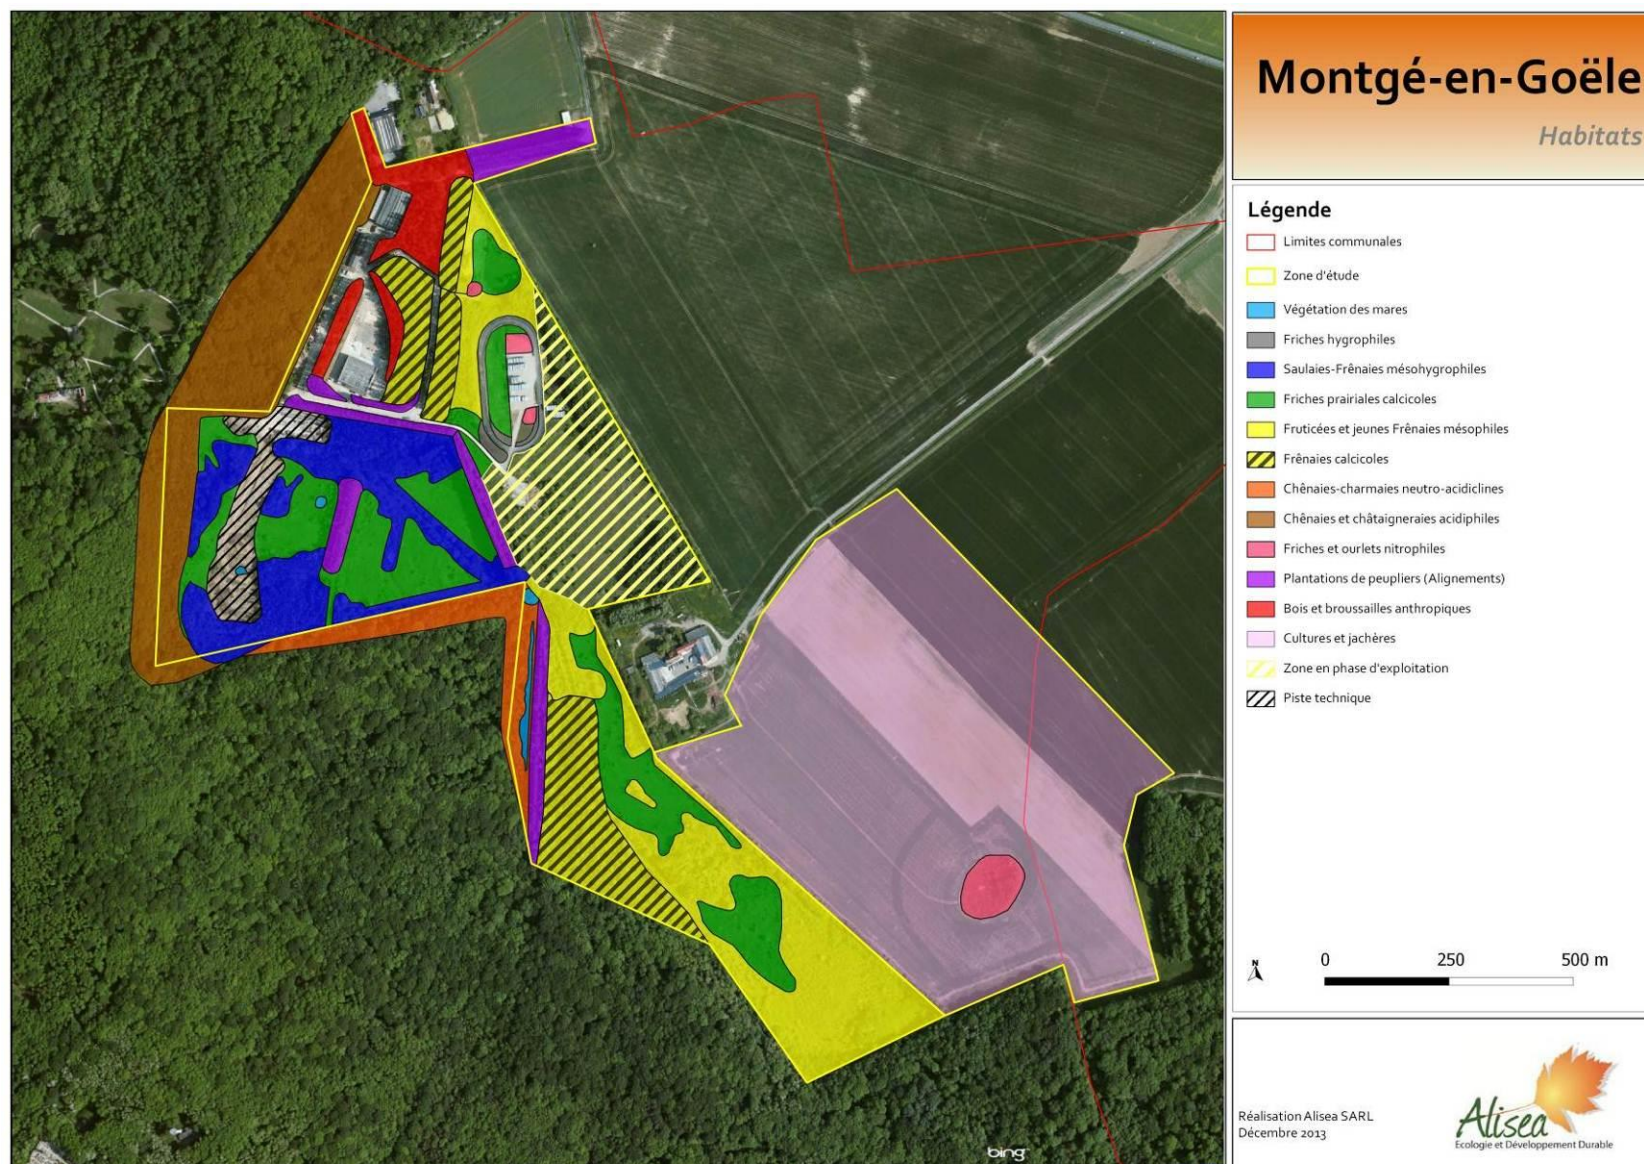 Montgé-en-Goële
Habitats
Légende
Limites communales
Zone d'étude
Végétation des mares
Friches hygrophiles
Saulaies-Frênaies mésohygrophiles
Friches prairiales calcicoles
Fruticées et jeunes Frênaies mésophiles
Frênaies calcicoles
Chênaies-charmaies neutro-acidiclines
Chênaies et châtaigneraies acidiphiles
Friches et ourlets nitrophiles
Plantations de peupliers (Alignements)
Bois et broussailles anthropiques
Cultures et jachères
Zone en phase d'exploitation
Piste technique
N
0 250 500 m
Réalisation Alisea SARL
Décembre 2013
Alisea
Ecologie et Développement Durable
bing